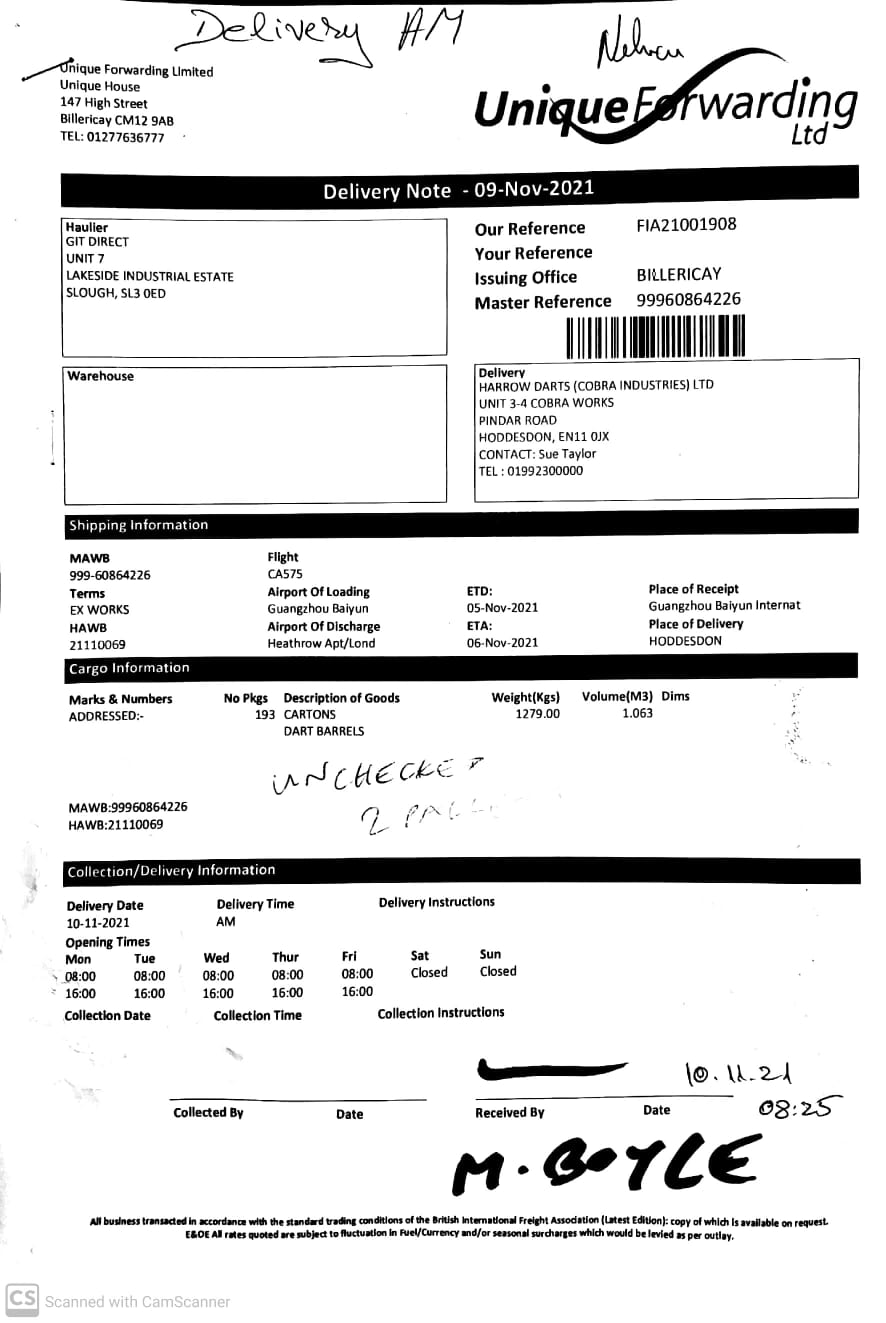 Delivery AM
Unique Forwarding Limited
Unique House
147 High Street
Billericay CM12 9AB
TEL: 01277636777
Unique Forwarding
Ltd
Delivery Note - 09-Nov-2021
Haulier
GIT DIRECT
UNIT 7
LAKESIDE INDUSTRIAL ESTATE
SLOUGH, SL3 0ED
Our Reference FIA21001908
Your Reference
Issuing Office BILLERICAY
Master Reference 99960864226
Warehouse
Delivery
HARROW DARTS (COBRA INDUSTRIES) LTD
UNIT 3-4 COBRA WORKS
PINDAR ROAD
HODDESDON, EN11 0JX
CONTACT: Sue Taylor
TEL : 01992300000
Shipping Information
MAWB Flight
999-60864226 CA575
Terms Airport Of Loading ETD: Place of Receipt
EX WORKS Guangzhou Baiyun 05-Nov-2021 Guangzhou Baiyun Internat
HAWB Airport Of Discharge ETA: Place of Delivery
21110069 Heathrow Apt/Lond 06-Nov-2021 HODDESDON
Cargo Information
Marks & Numbers No Pkgs Description of Goods Weight(Kgs) Volume(M3) Dims
ADDRESSED:- 193 CARTONS 1279.00 1.063
DART BARRELS
UNCHECKED
2
MAWB:99960864226
HAWB:21110069
Collection/Delivery Information
Delivery Date Delivery Time Delivery Instructions
10-11-2021 AM
Opening Times
Mon Tue Wed Thur Fri Sat Sun
08:00 08:00 08:00 08:00 08:00 Closed Closed
16:00 16:00 16:00 16:00 16:00
Collection Date Collection Time Collection Instructions
10.11.21
Collected By Date Received By Date 08:25
M. BOYLE
All business transacted in accordance with the standard trading conditions of the British International Freight Association (Latest Edition): copy of which is available on request.
E&OE All rates quoted are subject to fluctuation in Fuel/Currency and/or seasonal surcharges which would be levied as per outlay.
CS Scanned with CamScanner